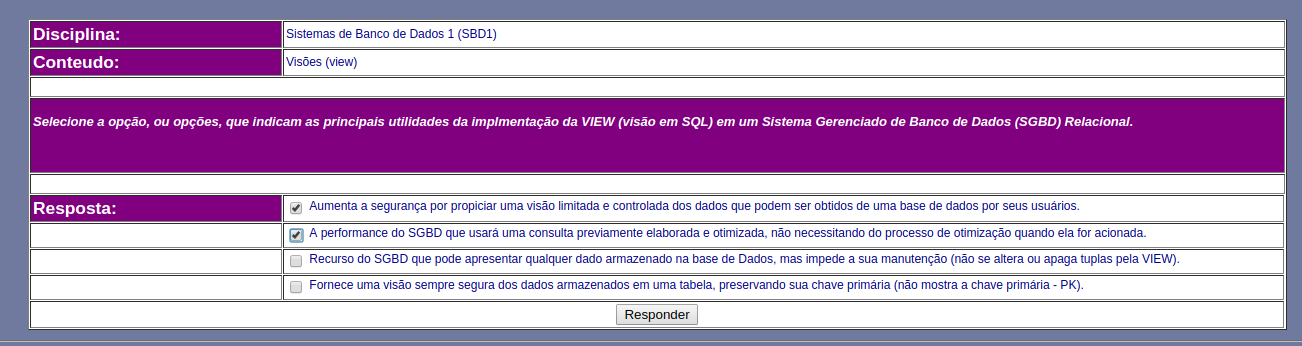 Disciplina: Sistemas de Banco de Dados 1 (SBD1)
Conteudo: Visões (view)
Selecione a opção, ou opções, que indicam as principais utilidades da implmentação da VIEW (visão em SQL) em um Sistema Gerenciado de Banco de Dados (SGBD) Relacional.
Resposta: Aumenta a segurança por propiciar uma visão limitada e controlada dos dados que podem ser obtidos de uma base de dados por seus usuários.
A performance do SGBD que usará uma consulta previamente elaborada e otimizada, não necessitando do processo de otimização quando ela for acionada.
Recurso do SGBD que pode apresentar qualquer dado armazenado na base de Dados, mas impede a sua manutenção (não se altera ou apaga tuplas pela VIEW).
Fornece uma visão sempre segura dos dados armazenados em uma tabela, preservando sua chave primária (não mostra a chave primária - PK).
Responder